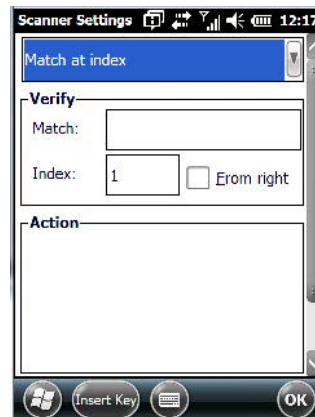 Scanner Settings 12:17
Match at index
Verify
Match:
Index: 1 From right
Action
Insert Key OK